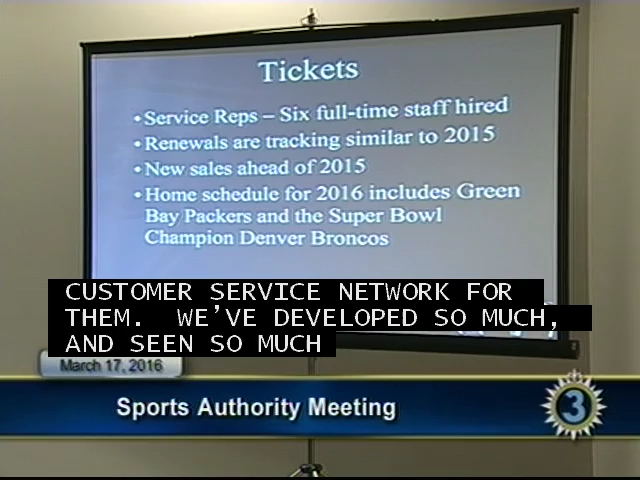 Tickets
• Service Reps – Six full-time staff hired
• Renewals are tracking similar to 2015
• New sales ahead of 2015
• Home schedule for 2016 includes Green
Bay Packers and the Super Bowl
Champion Denver Broncos
CUSTOMER SERVICE NETWORK FOR
THEM.  WE'VE DEVELOPED SO MUCH,
AND SEEN SO MUCH
March 17, 2016
Sports Authority Meeting
3